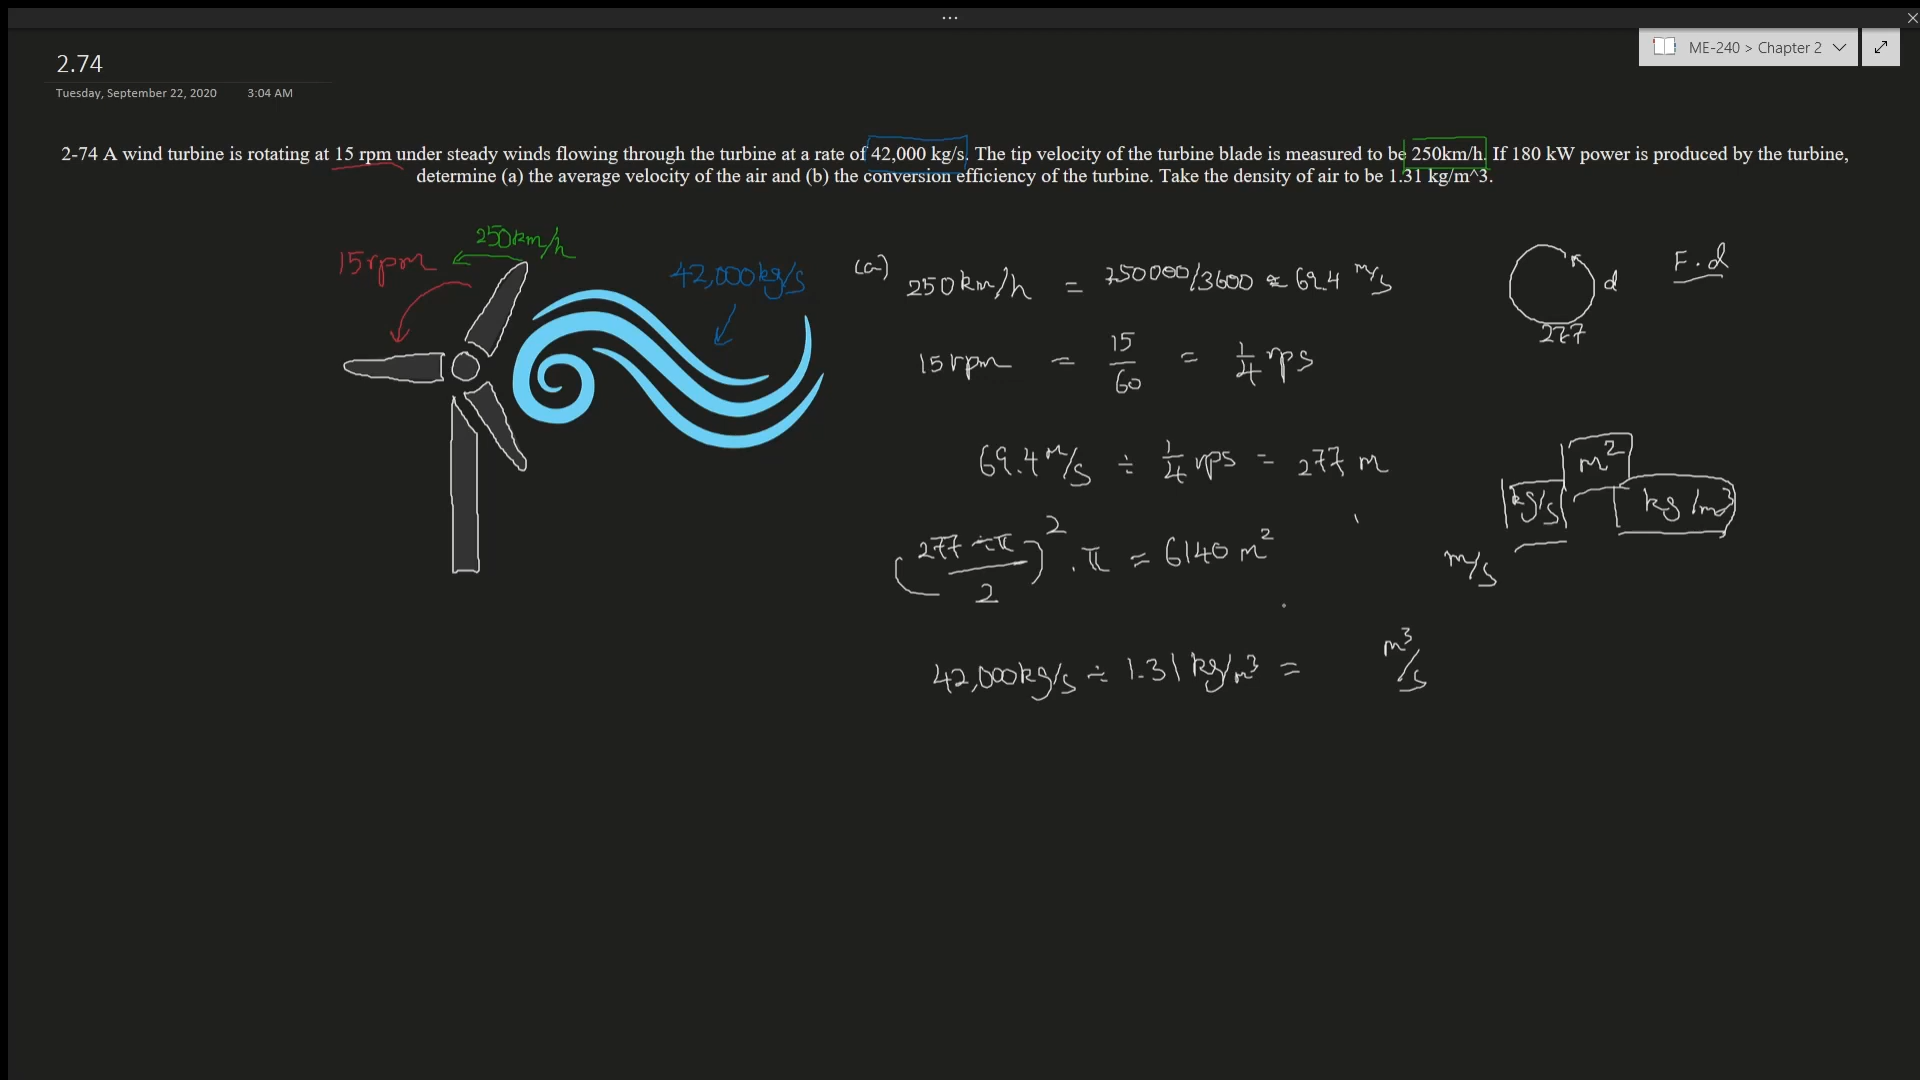 ...
ME-240 > Chapter 2
2.74
Tuesday, September 22, 2020 3:04 AM
2-74 A wind turbine is rotating at 15 rpm under steady winds flowing through the turbine at a rate of 42,000 kg/s. The tip velocity of the turbine blade is measured to be 250km/h. If 180 kW power is produced by the turbine,
determine (a) the average velocity of the air and (b) the conversion efficiency of the turbine. Take the density of air to be 1.31 kg/m^3.
15rpm
250km/h
42,000kg/s
(a)
250km/h = 250000/3600 ≈ 69.4 m/s
15rpm = 15/60 = 1/4 rps
69.4 m/s ÷ 1/4 rps = 277 m
(277÷π/2)² · π = 6140 m²
42,000kg/s ÷ 1.31 kg/m³ = m³/s
d
277
F.d
m²
kg/s
kg/m³
m/s